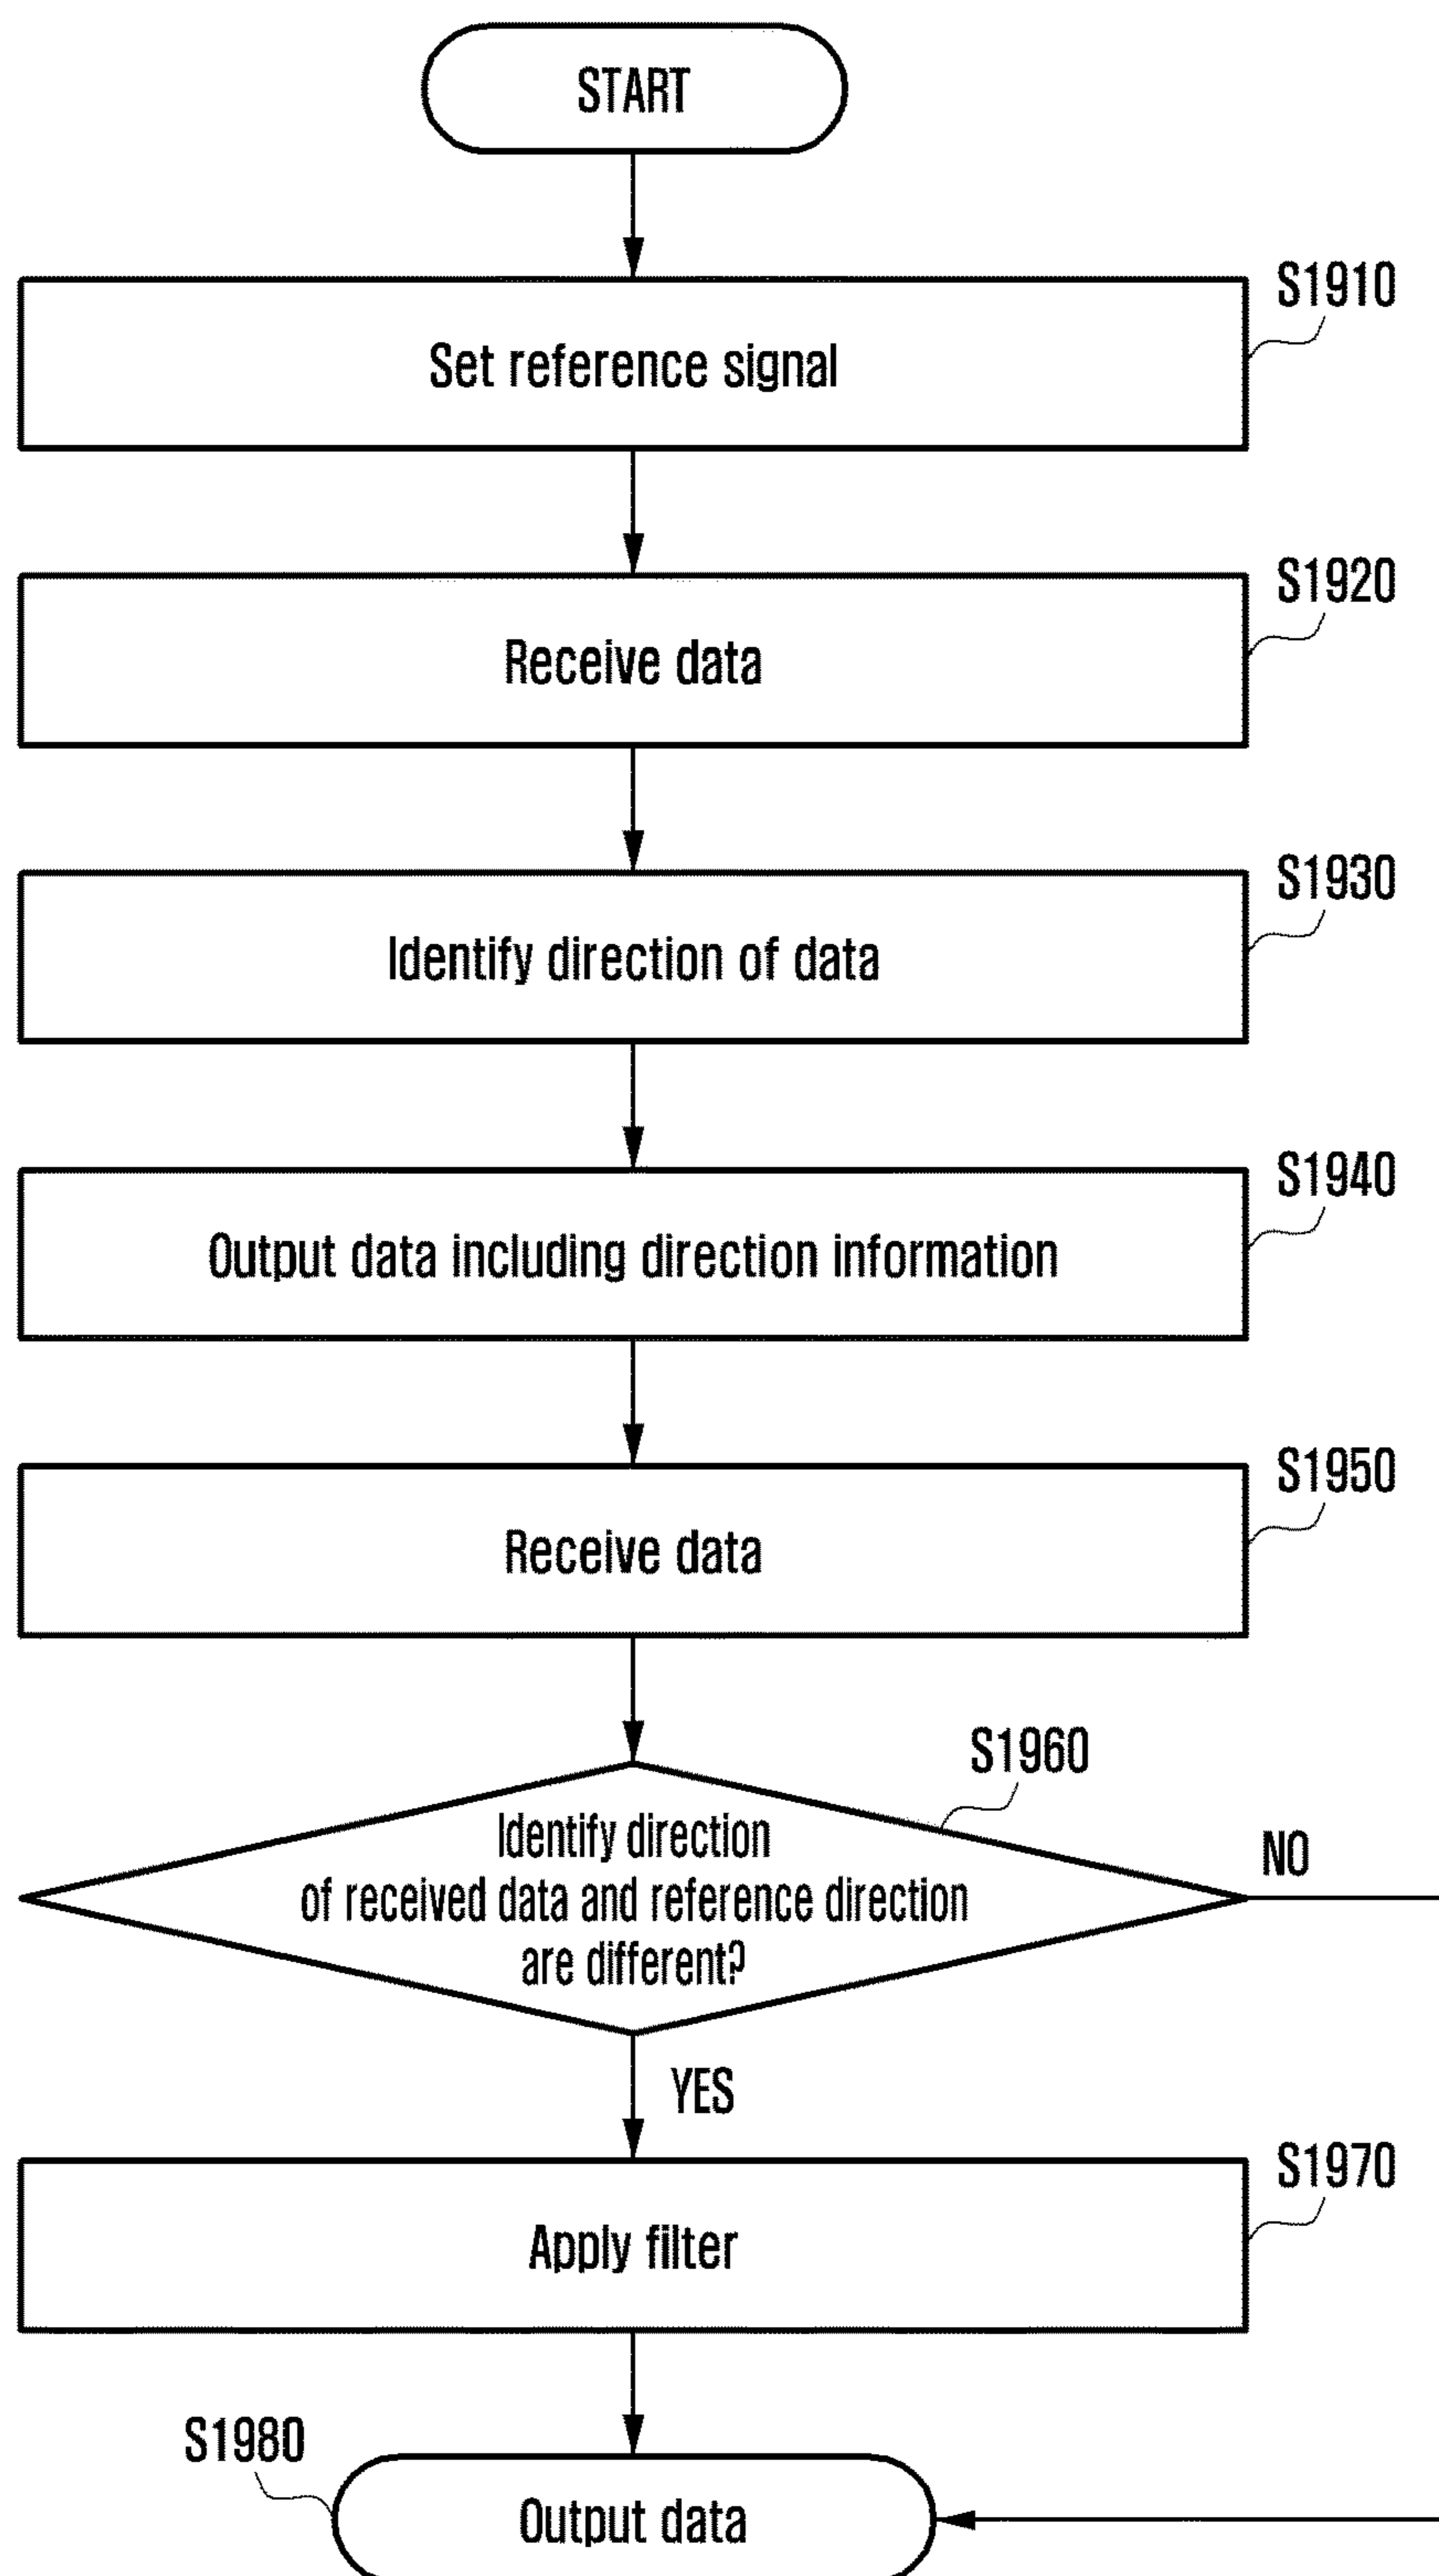 START
S1910
Set reference signal
S1920
Receive data
S1930
Identify direction of data
S1940
Output data including direction information
S1950
Receive data
S1960
Identify direction
of received data and reference direction
are different?
NO
YES
S1970
Apply filter
S1980
Output data